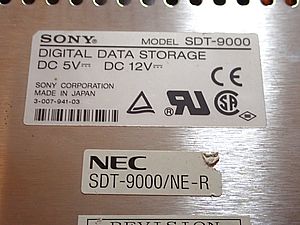 SONY. MODEL SDT-9000
DIGITAL DATA STORAGE
DC 5V⎓ DC 12V⎓
SONY CORPORATION
MADE IN JAPAN
3-007-941-03
NEC
SDT-9000/NE-R
REVISION